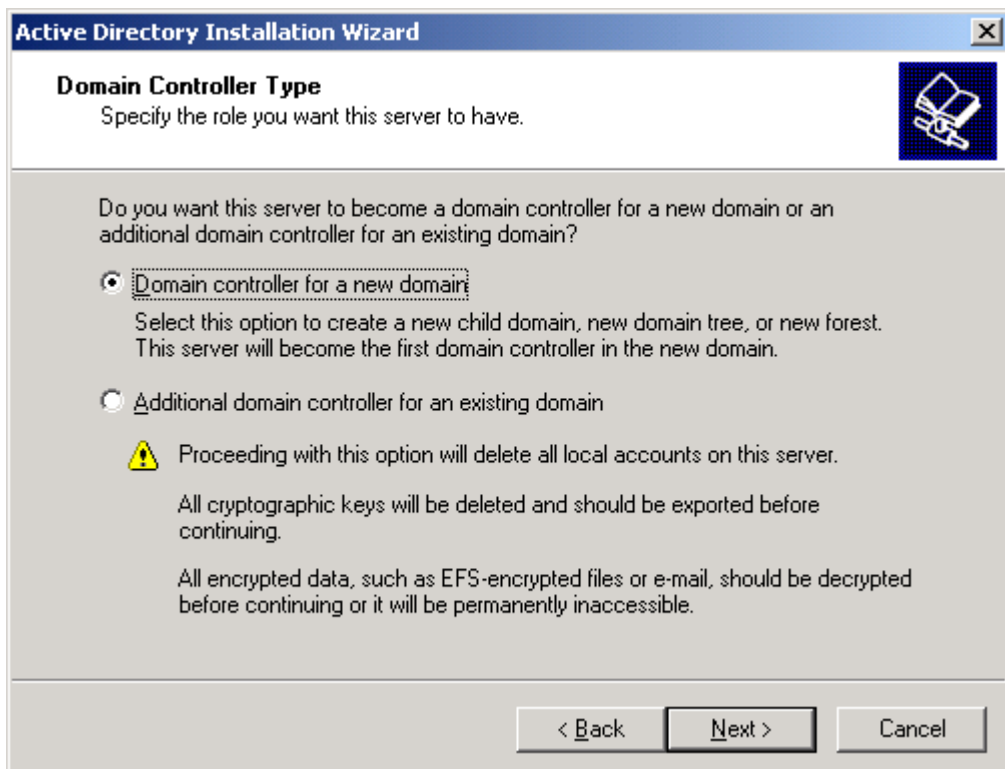 Active Directory Installation Wizard
Domain Controller Type
Specify the role you want this server to have.
Do you want this server to become a domain controller for a new domain or an
additional domain controller for an existing domain?
Domain controller for a new domain
Select this option to create a new child domain, new domain tree, or new forest.
This server will become the first domain controller in the new domain.
Additional domain controller for an existing domain
Proceeding with this option will delete all local accounts on this server.
All cryptographic keys will be deleted and should be exported before
continuing.
All encrypted data, such as EFS-encrypted files or e-mail, should be decrypted
before continuing or it will be permanently inaccessible.
< Back
Next >
Cancel